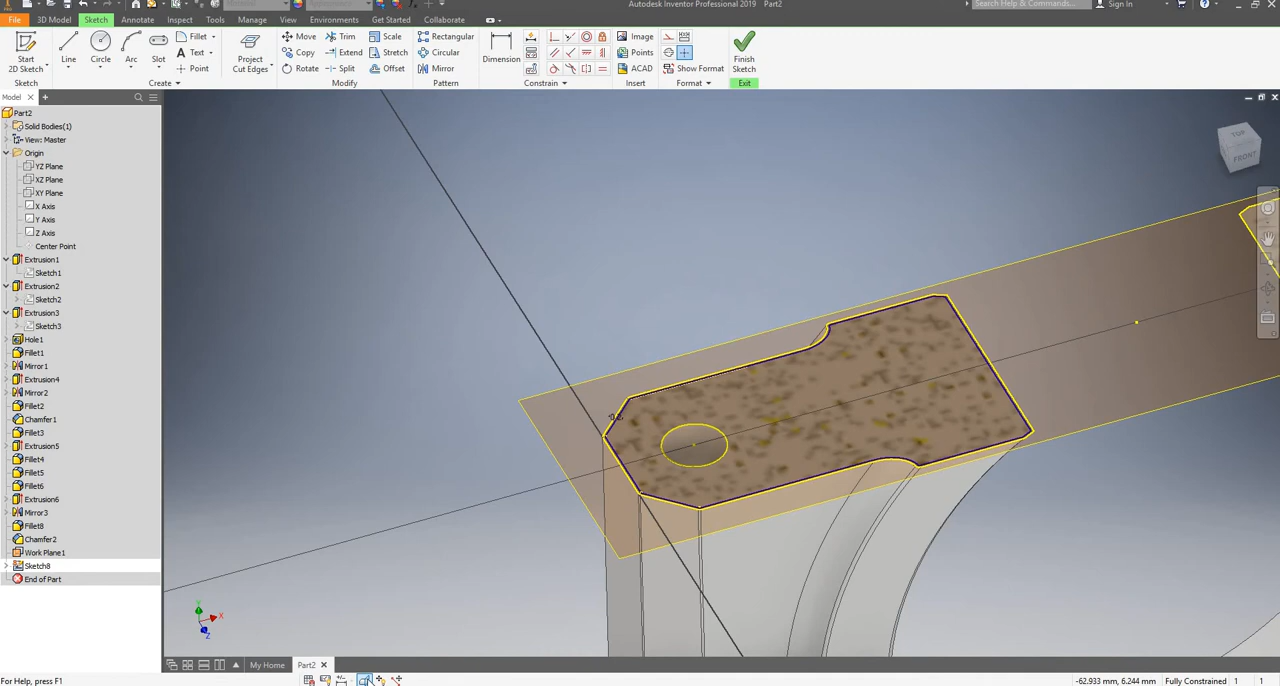 Autodesk Inventor Professional 2019   Part2
Search Help & Commands...
Sign In
File 3D Model Sketch Annotate Inspect Tools Manage View Environments Get Started Collaborate
Start
2D Sketch
Line
Circle
Arc
Slot
Fillet
Text
Point
Project
Cut Edges
Move
Copy
Rotate
Trim
Extend
Split
Scale
Stretch
Offset
Rectangular
Circular
Mirror
Dimension
Image
Points
ACAD
Show Format
Finish
Sketch
Sketch Create Modify Pattern Constrain Insert Format Exit
Model
Part2
Solid Bodies(1)
View: Master
Origin
YZ Plane
XZ Plane
XY Plane
X Axis
Y Axis
Z Axis
Center Point
Extrusion1
Sketch1
Extrusion2
Sketch2
Extrusion3
Sketch3
Hole1
Fillet1
Mirror1
Extrusion4
Mirror2
Fillet2
Chamfer1
Fillet3
Extrusion5
Fillet4
Fillet5
Fillet6
Extrusion6
Mirror3
Fillet8
Chamfer2
Work Plane1
Sketch8
End of Part
TOP
FRONT
Y
X
Z
My Home
Part2
For Help, press F1
-62.933 mm, 6.244 mm
Fully Constrained
1
1